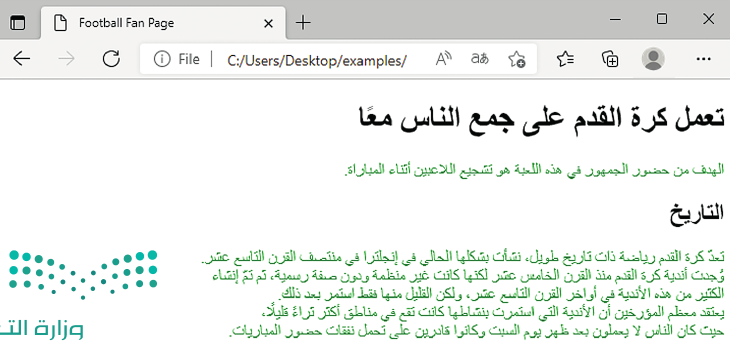 Football Fan Page
File
C:/Users/Desktop/examples/
تعمل كرة القدم على جمع الناس معًا
الهدف من حضور الجمهور في هذه اللعبة هو تشجيع اللاعبين أثناء المباراة.
التاريخ
تعدّ كرة القدم رياضة ذات تاريخ طويل، نشأت بشكلها الحالي في إنجلترا في منتصف القرن التاسع عشر.
وُجدت أندية كرة القدم منذ القرن الخامس عشر لكنها كانت غير منظمة ودون صفة رسمية، ثم تمّ إنشاء
الكثير من هذه الأندية في أواخر القرن التاسع عشر، ولكن القليل منها فقط استمر بعد ذلك.
يعتقد معظم المؤرخين أن الأندية التي استمرت بنشاطها كانت تقع في مناطق أكثر ثراءً قليلًا،
حيث كان الناس لا يعملون بعد ظهر يوم السبت وكانوا قادرين على تحمل نفقات حضور المباريات.
وزارة